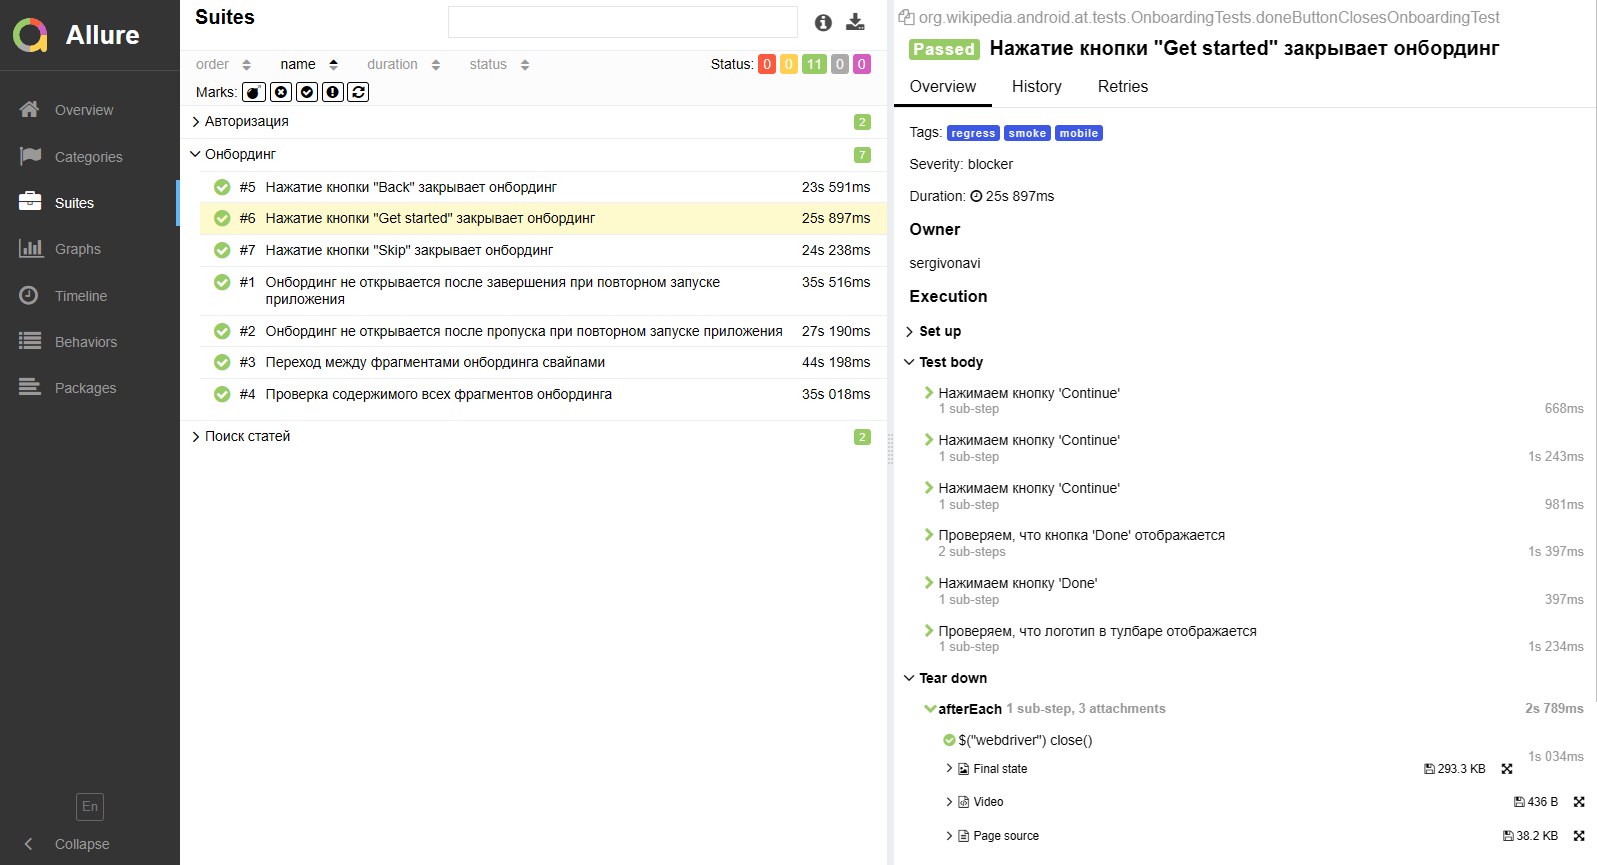 Allure
Overview
Categories
Suites
Graphs
Timeline
Behaviors
Packages
En
Collapse
Suites
order name duration status Status: 0 0 11 0 0
Marks:
Авторизация 2
Онбординг 7
#5 Нажатие кнопки "Back" закрывает онбординг 23s 591ms
#6 Нажатие кнопки "Get started" закрывает онбординг 25s 897ms
#7 Нажатие кнопки "Skip" закрывает онбординг 24s 238ms
#1 Онбординг не открывается после завершения при повторном запуске 35s 516ms
приложения
#2 Онбординг не открывается после пропуска при повторном запуске приложения 27s 190ms
#3 Переход между фрагментами онбординга свайпами 44s 198ms
#4 Проверка содержимого всех фрагментов онбординга 35s 018ms
Поиск статей 2
org.wikipedia.android.at.tests.OnboardingTests.doneButtonClosesOnboardingTest
Passed Нажатие кнопки "Get started" закрывает онбординг
Overview History Retries
Tags: regress smoke mobile
Severity: blocker
Duration: 25s 897ms
Owner
sergivonavi
Execution
Set up
Test body
Нажимаем кнопку 'Continue'
1 sub-step 668ms
Нажимаем кнопку 'Continue'
1 sub-step 1s 243ms
Нажимаем кнопку 'Continue'
1 sub-step 981ms
Проверяем, что кнопка 'Done' отображается
2 sub-steps 1s 397ms
Нажимаем кнопку 'Done'
1 sub-step 397ms
Проверяем, что логотип в тулбаре отображается
1 sub-step 1s 234ms
Tear down
afterEach 1 sub-step, 3 attachments 2s 789ms
$("webdriver") close()
1s 034ms
Final state 293.3 KB
Video 436 B
Page source 38.2 KB